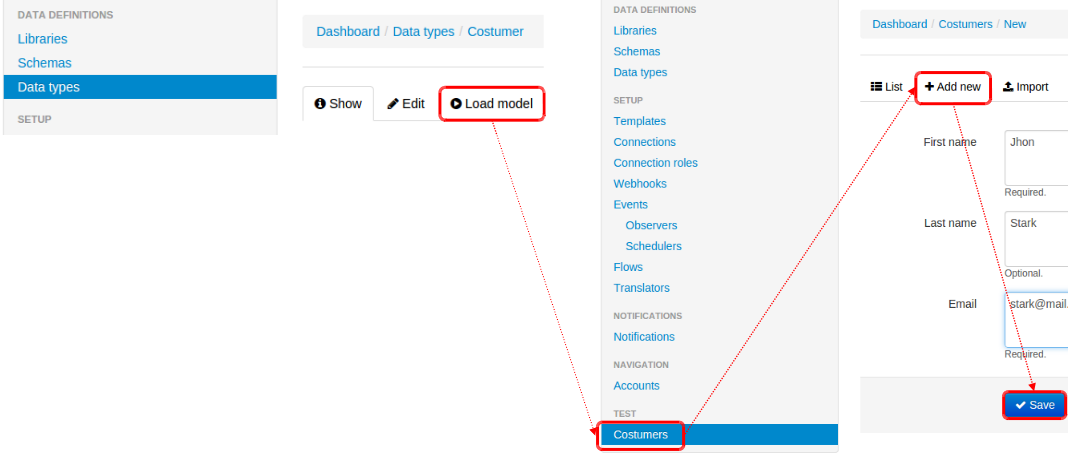 DATA DEFINITIONS
Libraries
Schemas
Data types
SETUP
Dashboard / Data types / Costumer
Show Edit Load model
DATA DEFINITIONS
Libraries
Schemas
Data types
SETUP
Templates
Connections
Connection roles
Webhooks
Events
Observers
Schedulers
Flows
Translators
NOTIFICATIONS
Notifications
NAVIGATION
Accounts
TEST
Costumers
Dashboard / Costumers / New
List Add new Import
First name Jhon
Required.
Last name Stark
Optional.
Email stark@mail.
Required.
Save